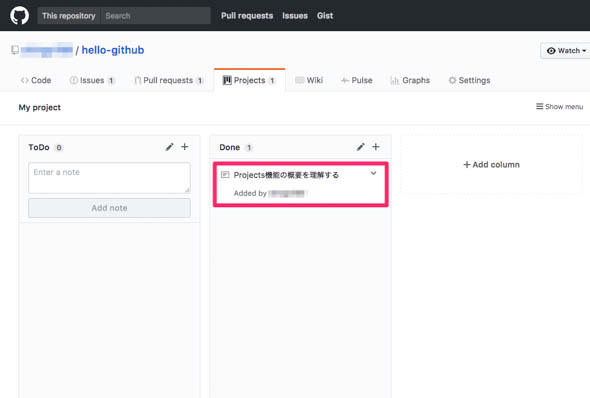 This repository Search Pull requests Issues Gist
/ hello-github Watch
Code Issues 1 Pull requests 1 Projects 1 Wiki Pulse Graphs Settings
My project Show menu
ToDo 0
Enter a note
Add note
Done 1
Projects機能の概要を理解する
Added by
Add column